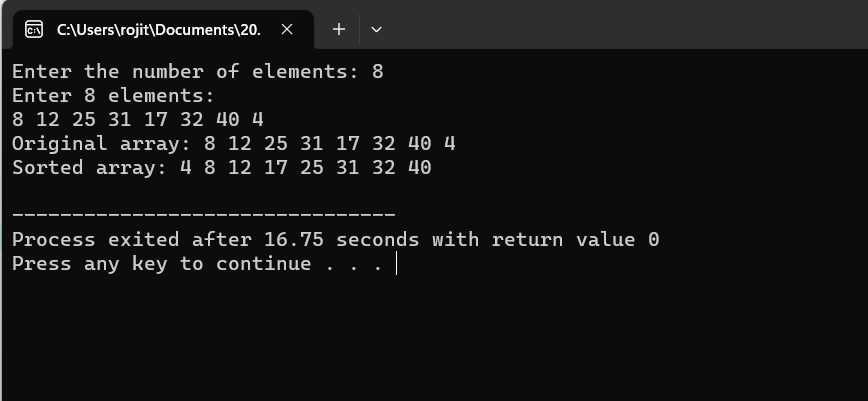 C:\Users\rojit\Documents\20.
Enter the number of elements: 8
Enter 8 elements:
8 12 25 31 17 32 40 4
Original array: 8 12 25 31 17 32 40 4
Sorted array: 4 8 12 17 25 31 32 40
--------------------------------
Process exited after 16.75 seconds with return value 0
Press any key to continue . . .